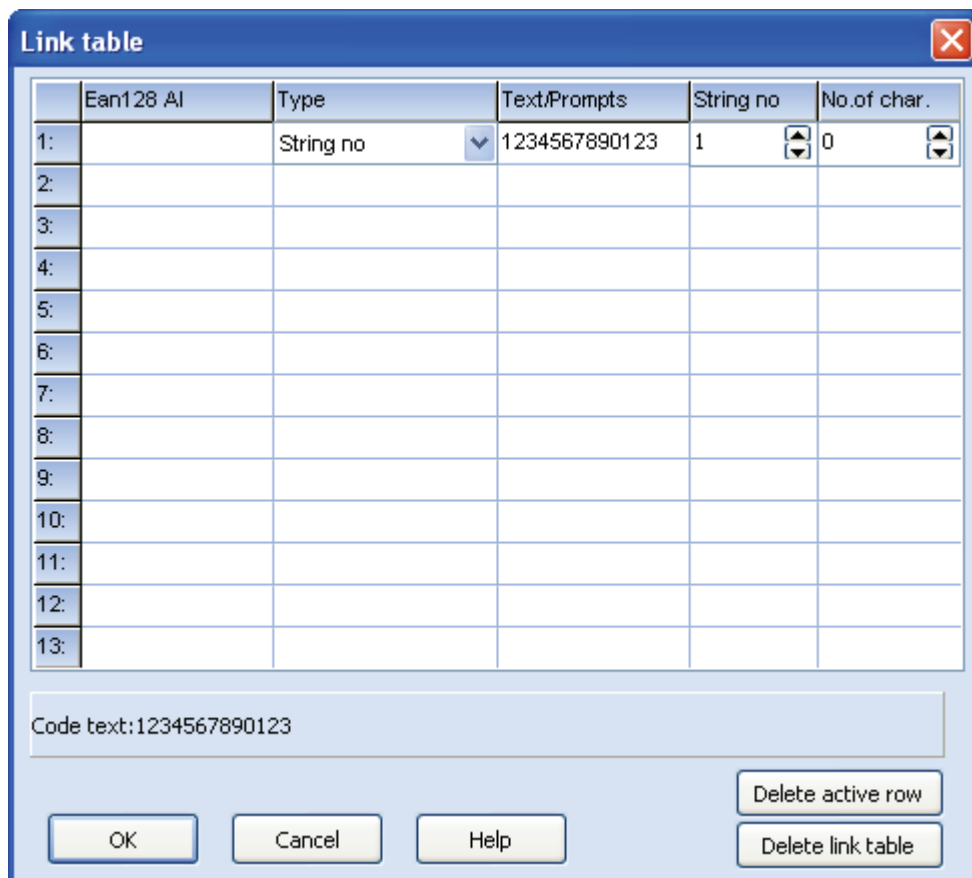 Link table
Ean128 AI Type Text/Prompts String no No.of char.
1: String no 1234567890123 1 0
2:
3:
4:
5:
6:
7:
8:
9:
10:
11:
12:
13:
Code text:1234567890123
Delete active row
OK Cancel Help
Delete link table